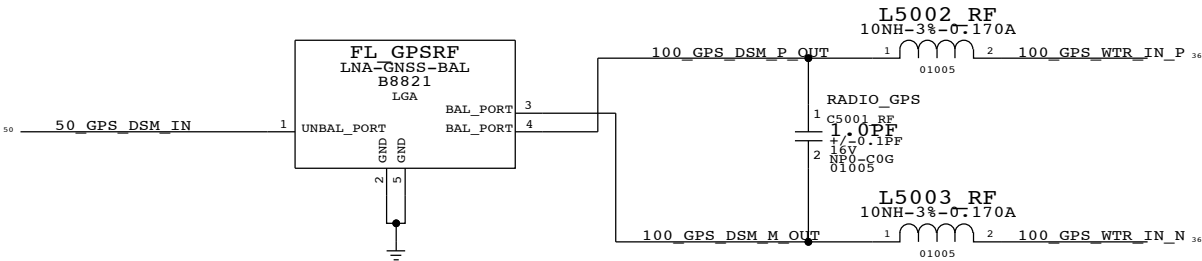 50
50_GPS_DSM_IN
FL_GPSRF
LNA-GNSS-BAL
B8821
LGA
1
UNBAL_PORT
BAL_PORT
3
BAL_PORT
4
GND
GND
2
5
100_GPS_DSM_P_OUT
L5002_RF
10NH-3%-0.170A
1
2
01005
100_GPS_WTR_IN_P
36
RADIO_GPS
1
C5001_RF
1.0PF
+/-0.1PF
16V
2
NP0-C0G
01005
100_GPS_DSM_M_OUT
L5003_RF
10NH-3%-0.170A
1
2
01005
100_GPS_WTR_IN_N
36